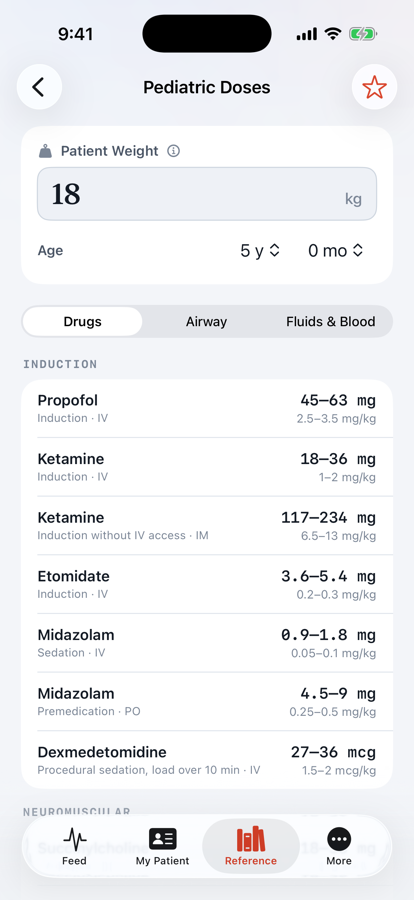 9:41
Pediatric Doses
Patient Weight
18 kg
Age 5 y 0 mo
Drugs Airway Fluids & Blood
INDUCTION
Propofol 45–63 mg
Induction · IV 2.5–3.5 mg/kg
Ketamine 18–36 mg
Induction · IV 1–2 mg/kg
Ketamine 117–234 mg
Induction without IV access · IM 6.5–13 mg/kg
Etomidate 3.6–5.4 mg
Induction · IV 0.2–0.3 mg/kg
Midazolam 0.9–1.8 mg
Sedation · IV 0.05–0.1 mg/kg
Midazolam 4.5–9 mg
Premedication · PO 0.25–0.5 mg/kg
Dexmedetomidine 27–36 mcg
Procedural sedation, load over 10 min · IV 1.5–2 mcg/kg
NEUROMUSCULAR
Feed My Patient Reference More